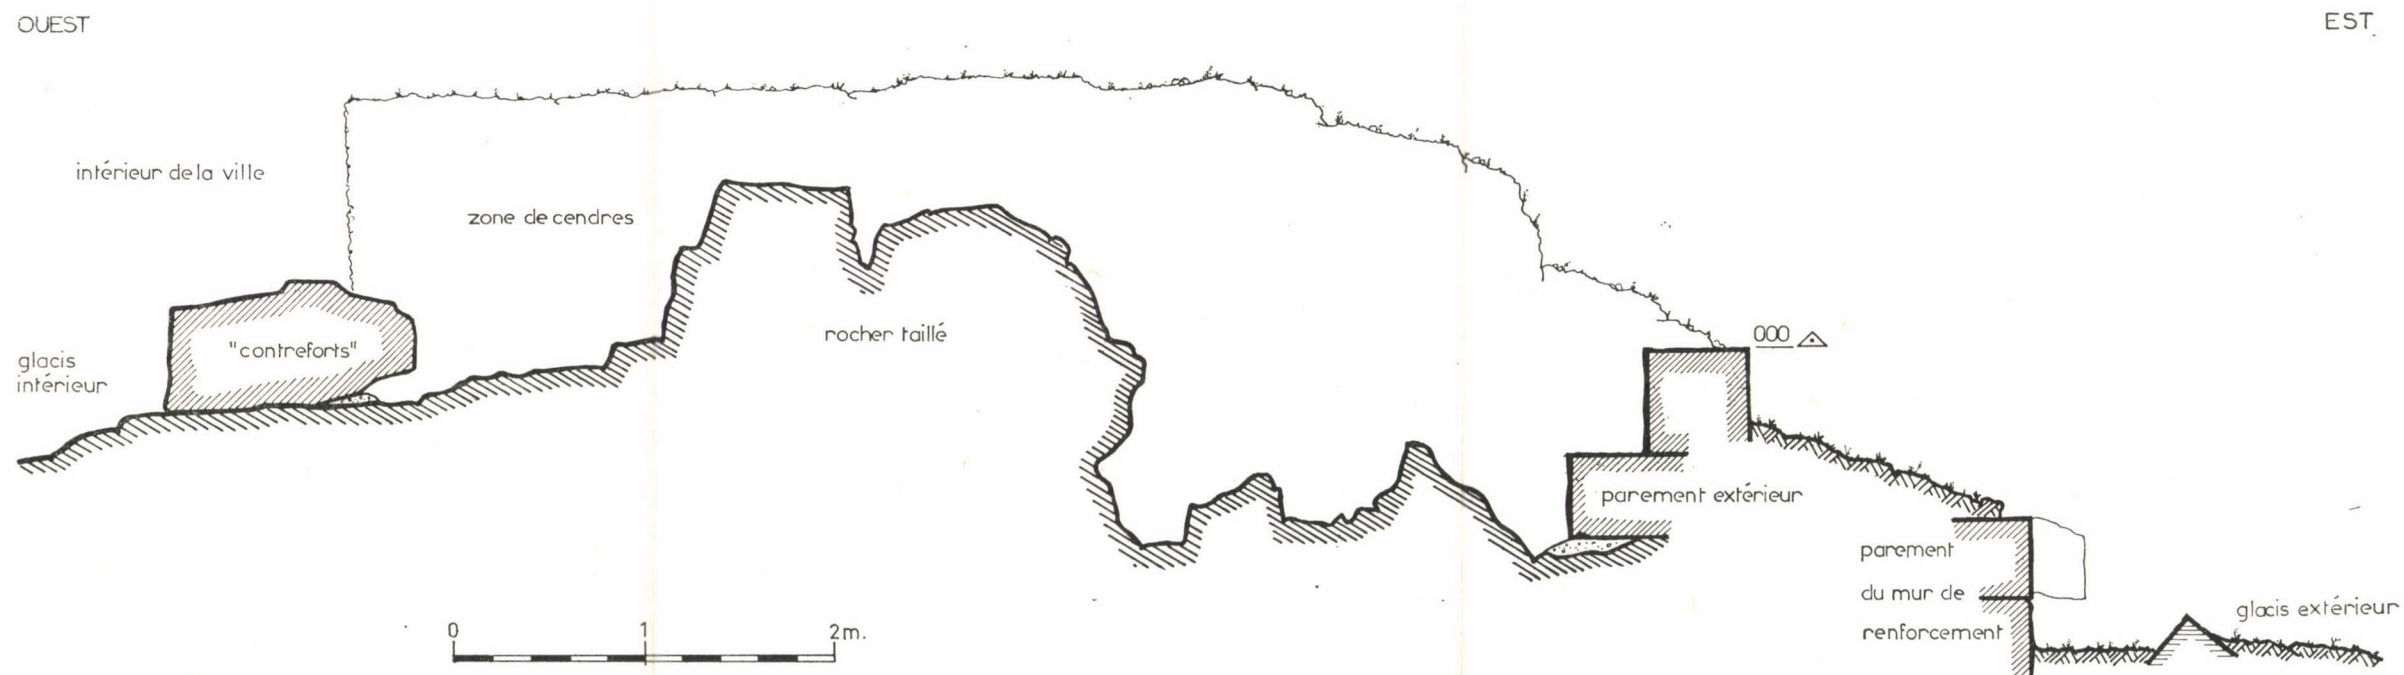 OUEST
EST
intérieur de la ville
zone de cendres
rocher taillé
000
"contreforts"
glacis
intérieur
parement extérieur
parement
du mur de
renforcement
glacis extérieur
0 1 2m.